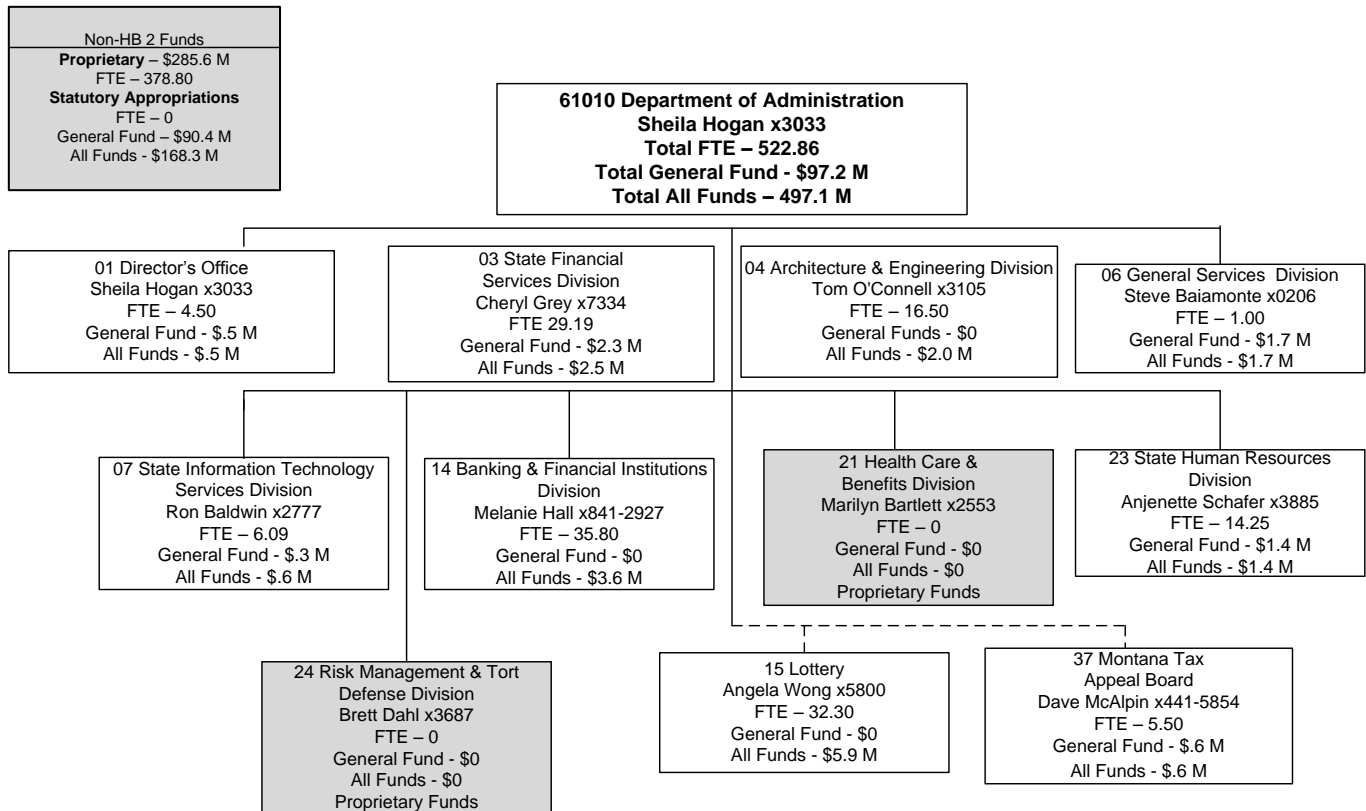 Non-HB 2 Funds
Proprietary – $285.6 M
FTE – 378.80
Statutory Appropriations
FTE – 0
General Fund – $90.4 M
All Funds - $168.3 M
61010 Department of Administration
Sheila Hogan x3033
Total FTE – 522.86
Total General Fund - $97.2 M
Total All Funds – 497.1 M
01 Director’s Office
Sheila Hogan x3033
FTE – 4.50
General Fund - $.5 M
All Funds - $.5 M
03 State Financial
Services Division
Cheryl Grey x7334
FTE 29.19
General Fund - $2.3 M
All Funds - $2.5 M
04 Architecture & Engineering Division
Tom O'Connell x3105
FTE – 16.50
General Funds - $0
All Funds - $2.0 M
06 General Services Division
Steve Baiamonte x0206
FTE – 1.00
General Fund - $1.7 M
All Funds - $1.7 M
07 State Information Technology
Services Division
Ron Baldwin x2777
FTE – 6.09
General Fund - $.3 M
All Funds - $.6 M
14 Banking & Financial Institutions
Division
Melanie Hall x841-2927
FTE – 35.80
General Fund - $0
All Funds - $3.6 M
21 Health Care &
Benefits Division
Marilyn Bartlett x2553
FTE – 0
General Fund - $0
All Funds - $0
Proprietary Funds
23 State Human Resources
Division
Anjenette Schafer x3885
FTE – 14.25
General Fund - $1.4 M
All Funds - $1.4 M
24 Risk Management & Tort
Defense Division
Brett Dahl x3687
FTE – 0
General Fund - $0
All Funds - $0
Proprietary Funds
15 Lottery
Angela Wong x5800
FTE – 32.30
General Fund - $0
All Funds - $5.9 M
37 Montana Tax
Appeal Board
Dave McAlpin x441-5854
FTE – 5.50
General Fund - $.6 M
All Funds - $.6 M